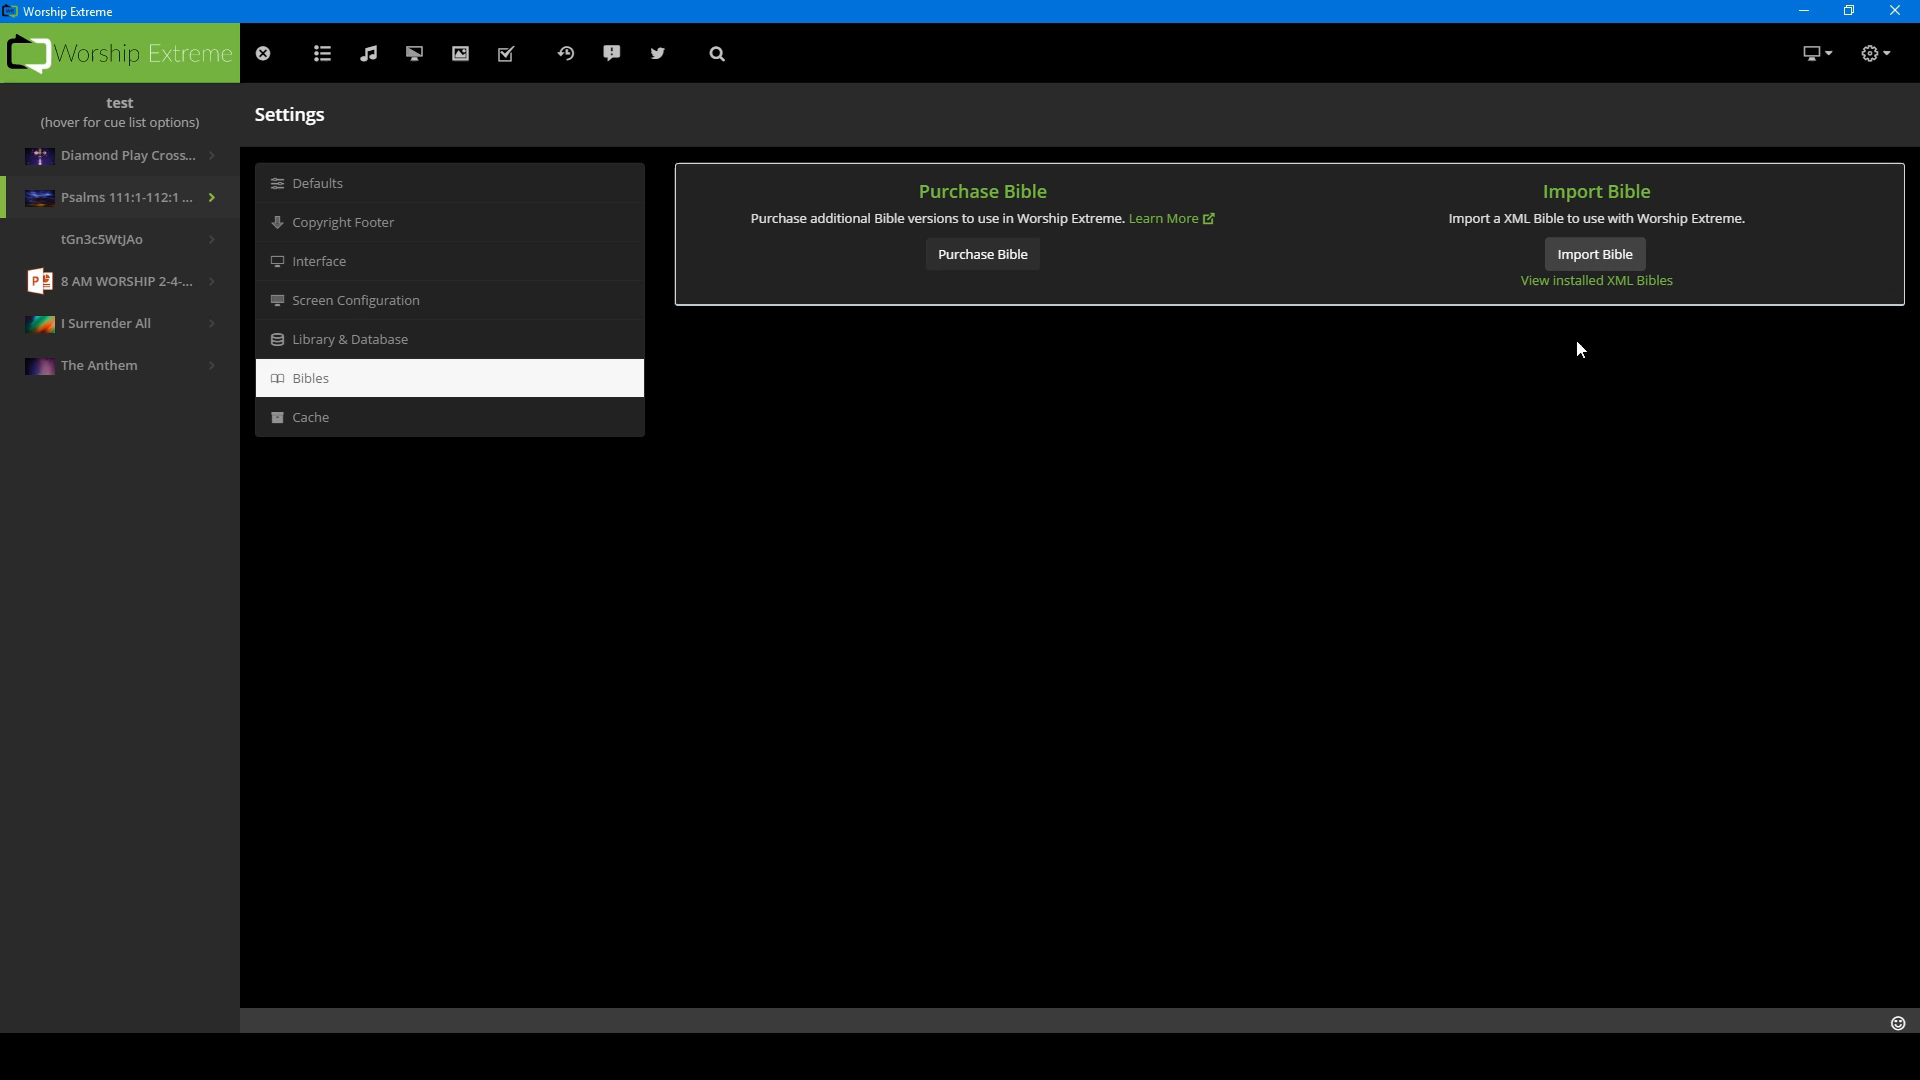 Worship Extreme
Worship Extreme
test
(hover for cue list options)
Diamond Play Cross...
Psalms 111:1-112:1 ...
tGn3c5WtJAo
8 AM WORSHIP 2-4-...
I Surrender All
The Anthem
Settings
Defaults
Copyright Footer
Interface
Screen Configuration
Library & Database
Bibles
Cache
Purchase Bible
Purchase additional Bible versions to use in Worship Extreme. Learn More
Purchase Bible
Import Bible
Import a XML Bible to use with Worship Extreme.
Import Bible
View installed XML Bibles